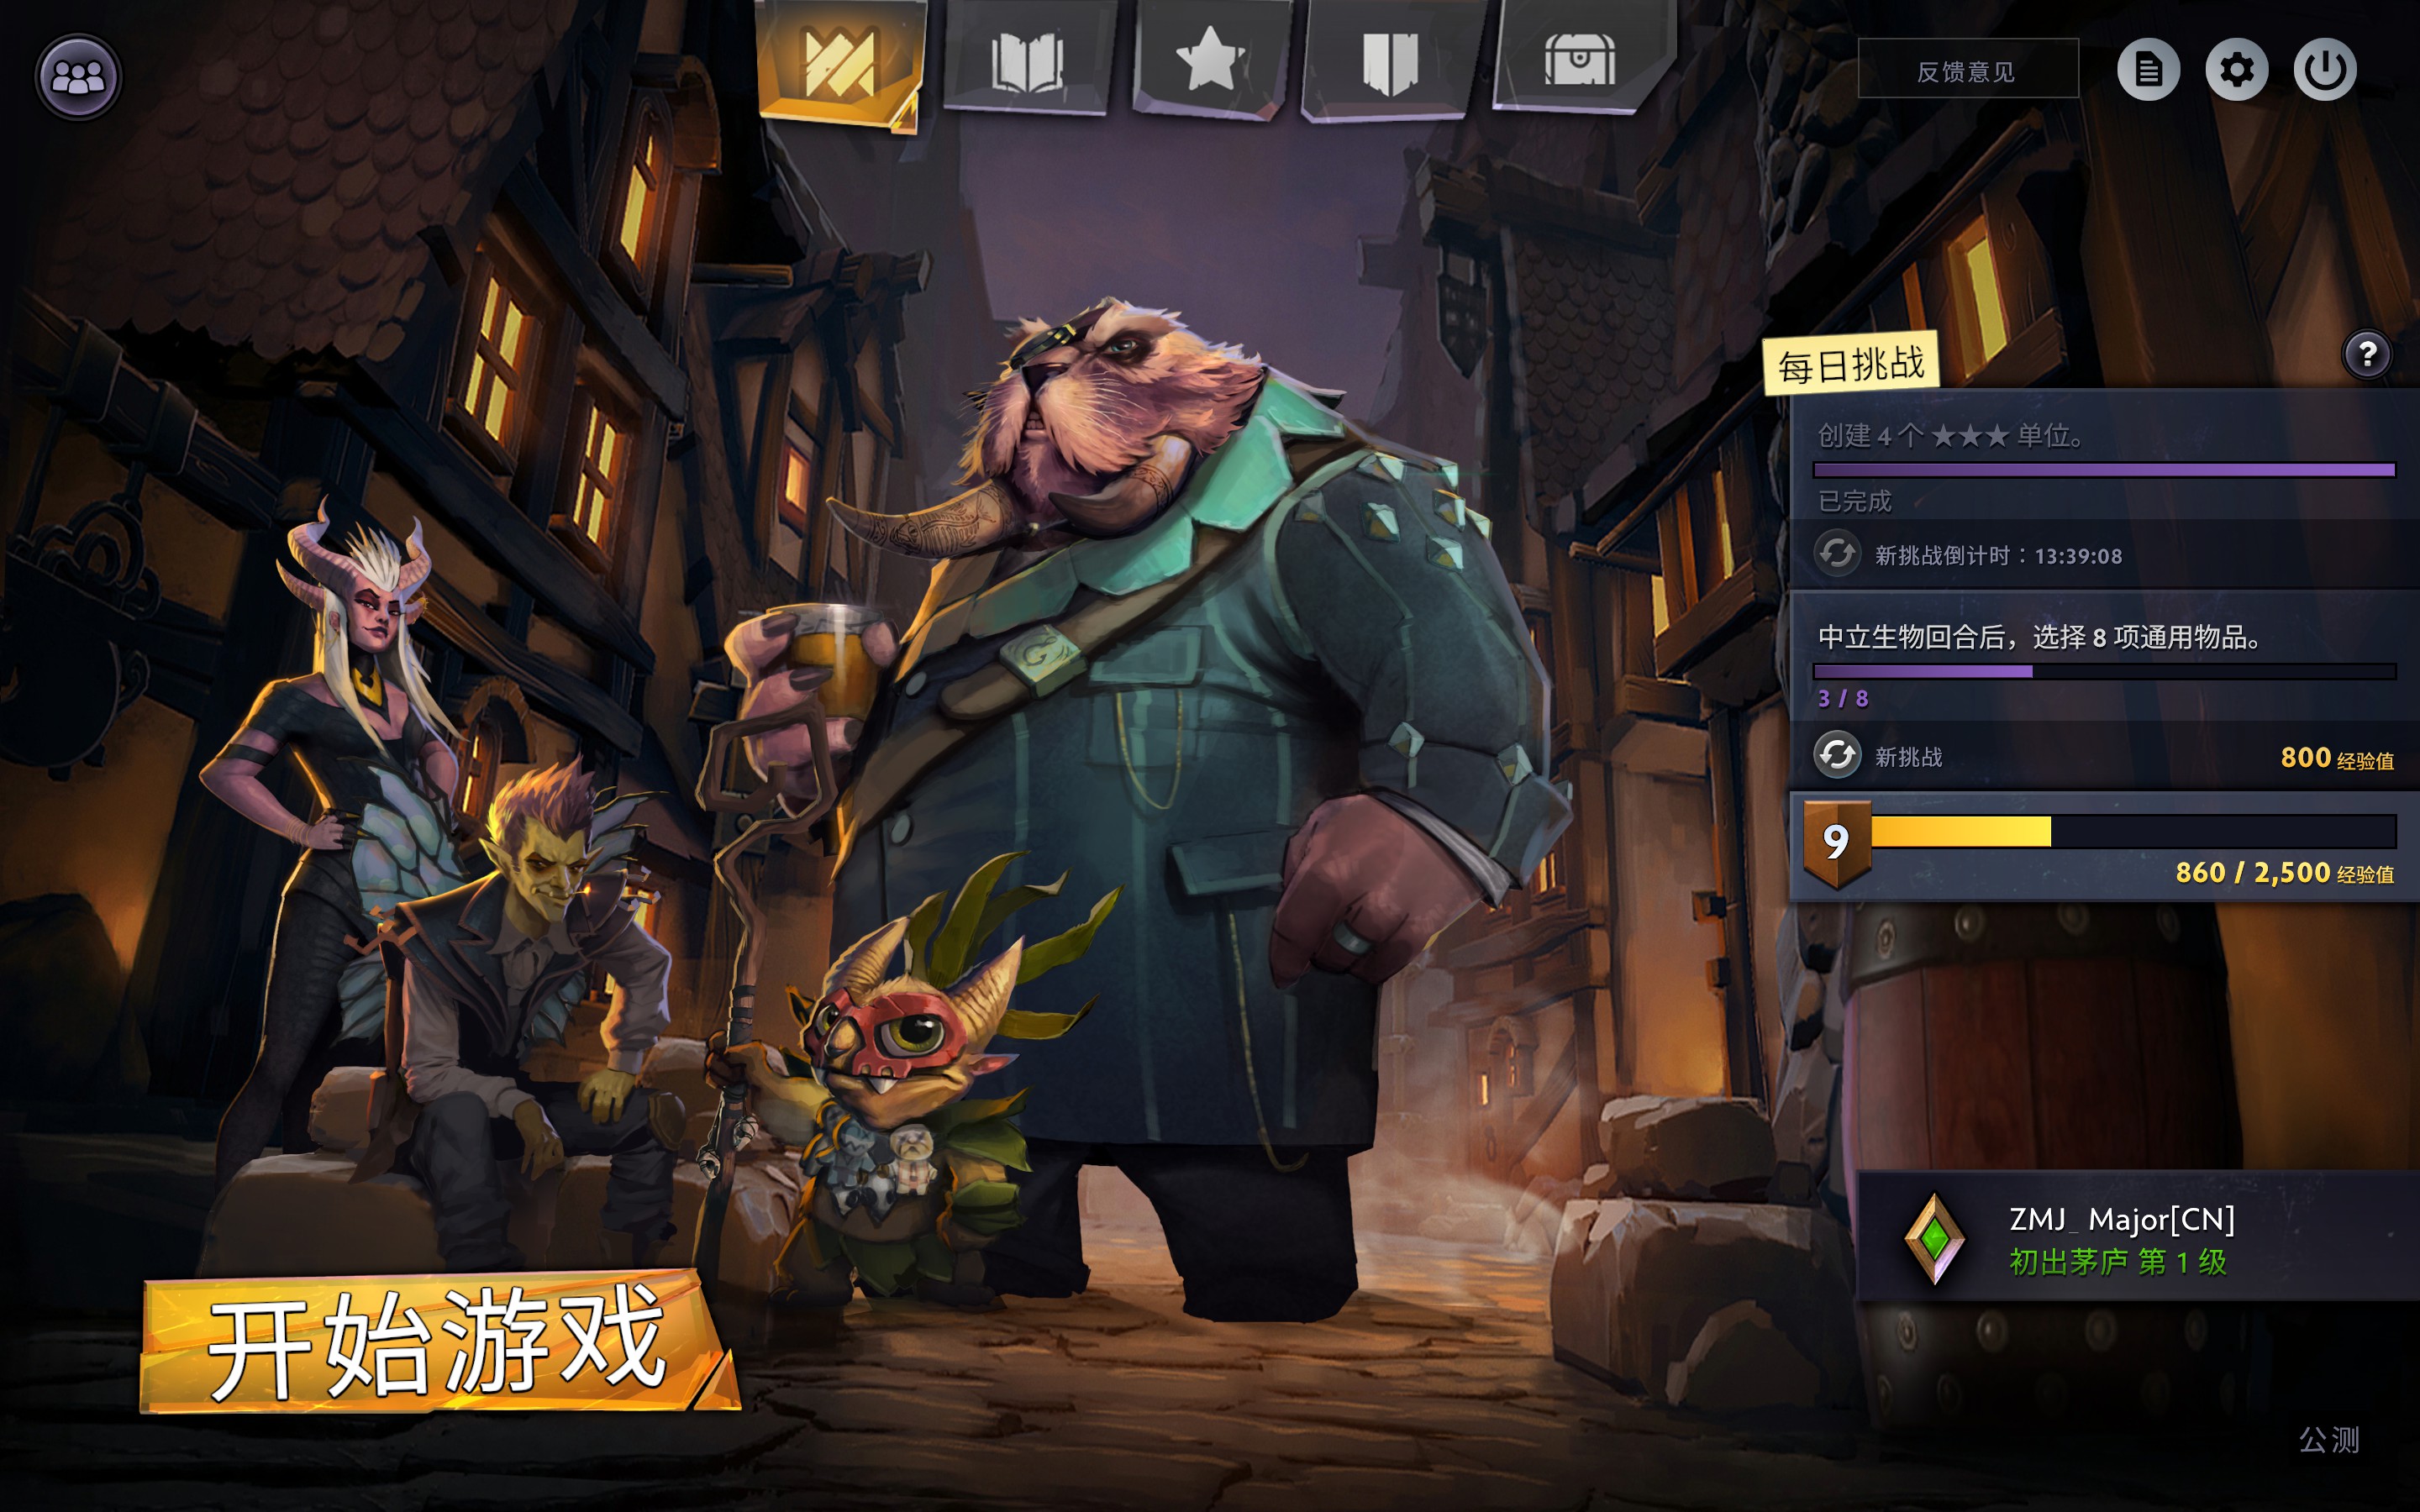 反馈意见
每日挑战
?
创建 4 个 ★★★ 单位。
已完成
新挑战倒计时：13:39:08
中立生物回合后，选择 8 项通用物品。
3 / 8
新挑战
800 经验值
9
860 / 2,500 经验值
ZMJ_ Major[CN]
初出茅庐 第 1 级
开始游戏
公测